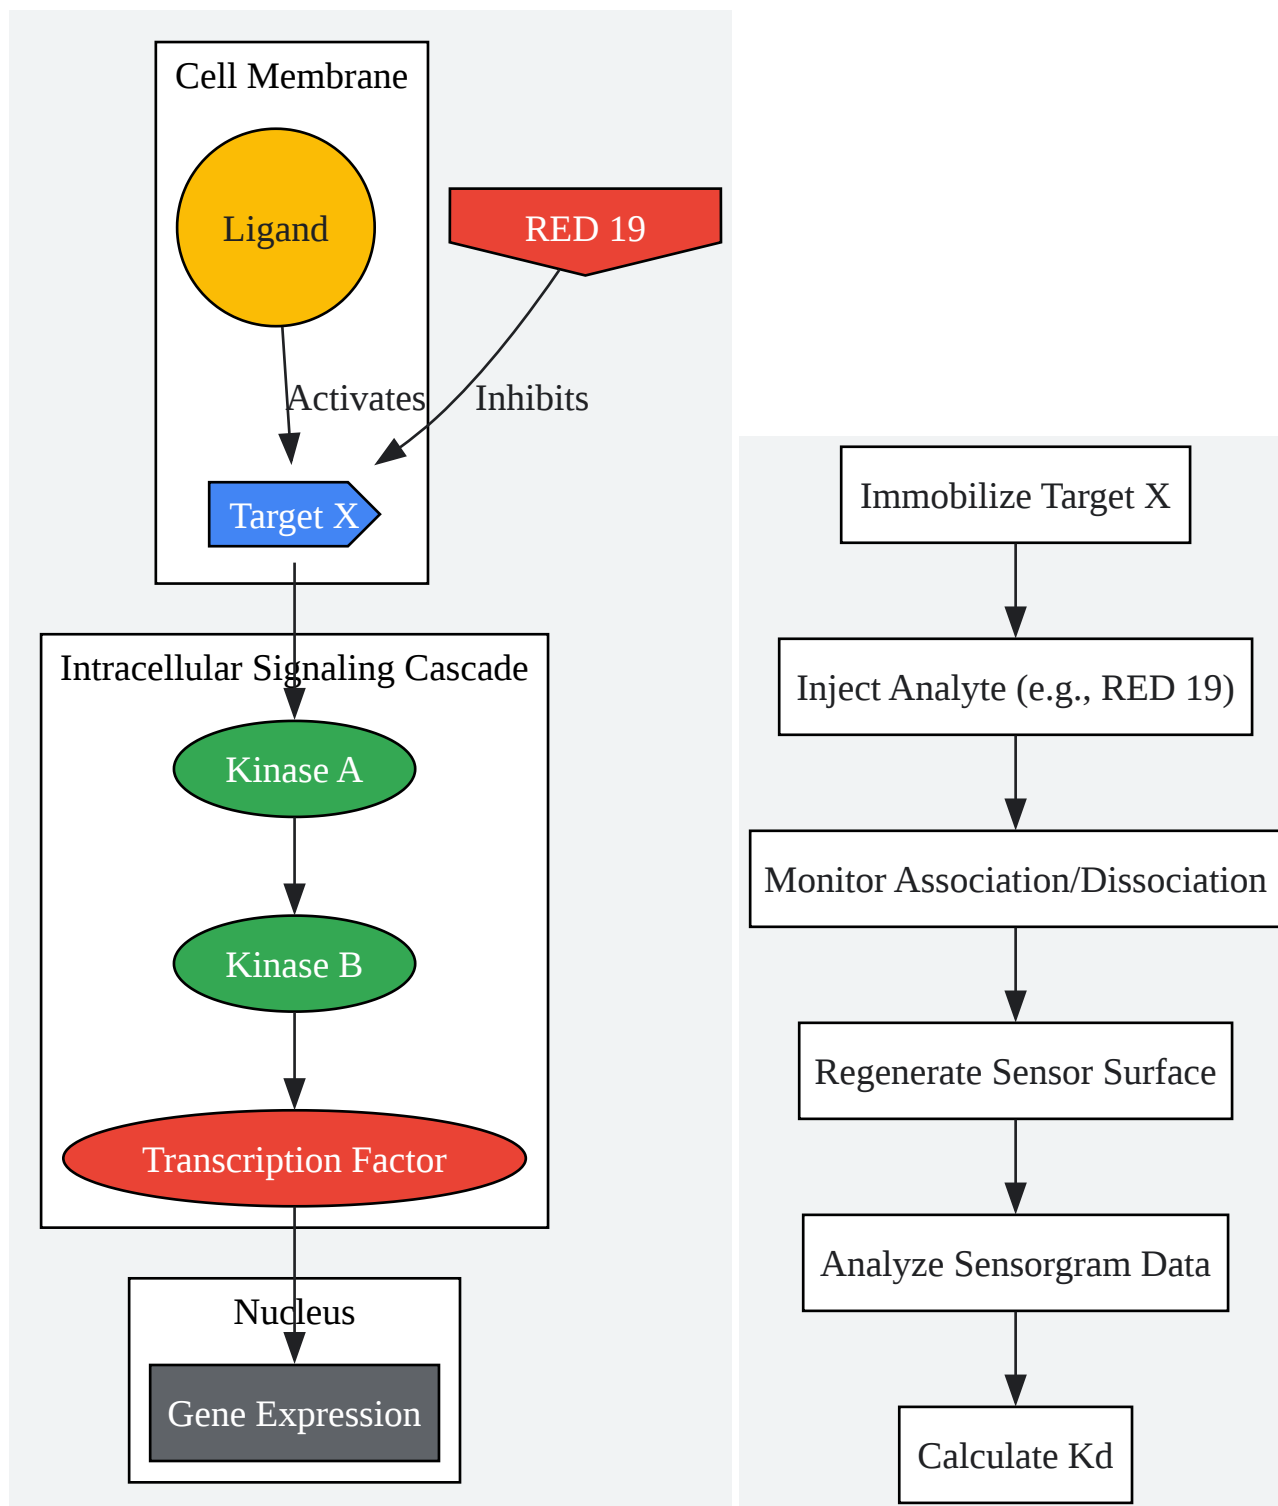 Cell Membrane
Ligand
RED 19
Activates
Inhibits
Target X
Intracellular Signaling Cascade
Kinase A
Kinase B
Transcription Factor
Nucleus
Gene Expression
Immobilize Target X
Inject Analyte (e.g., RED 19)
Monitor Association/Dissociation
Regenerate Sensor Surface
Analyze Sensorgram Data
Calculate Kd